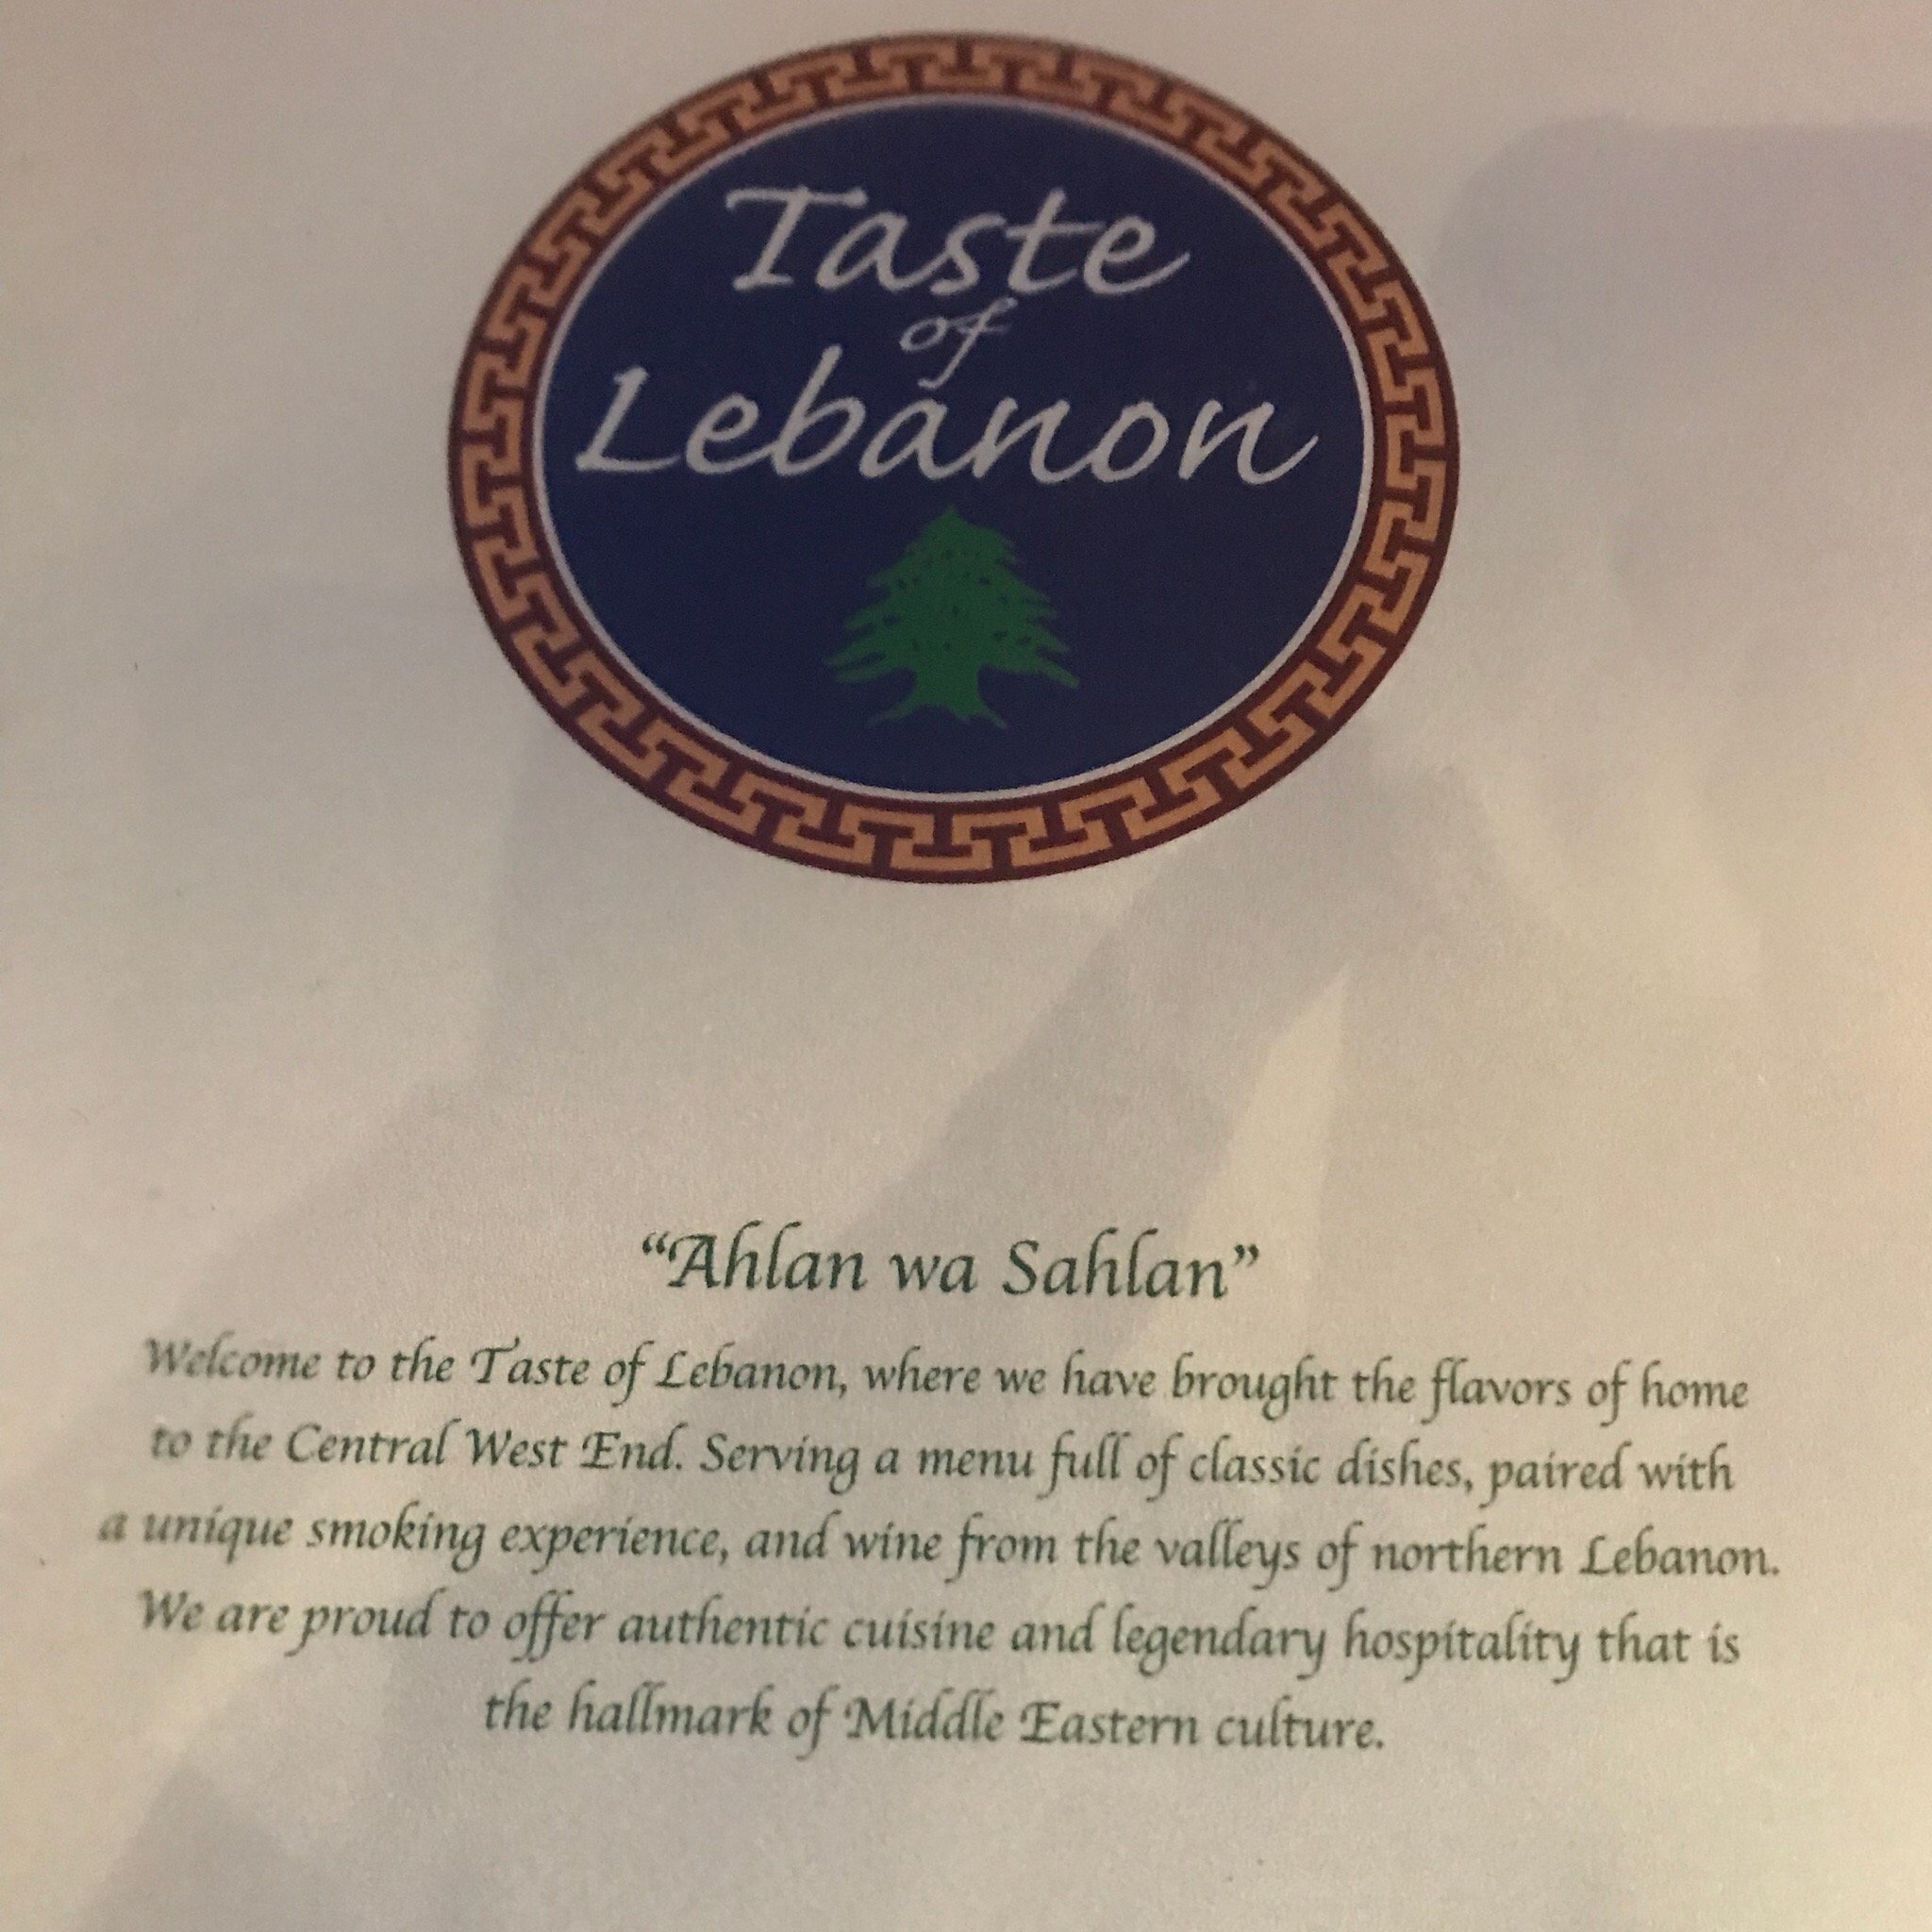 Taste
of
Lebanon
“Ahlan wa Sahlan”
Welcome to the Taste of Lebanon, where we have brought the flavors of home
to the Central West End. Serving a menu full of classic dishes, paired with
a unique smoking experience, and wine from the valleys of northern Lebanon.
We are proud to offer authentic cuisine and legendary hospitality that is
the hallmark of Middle Eastern culture.